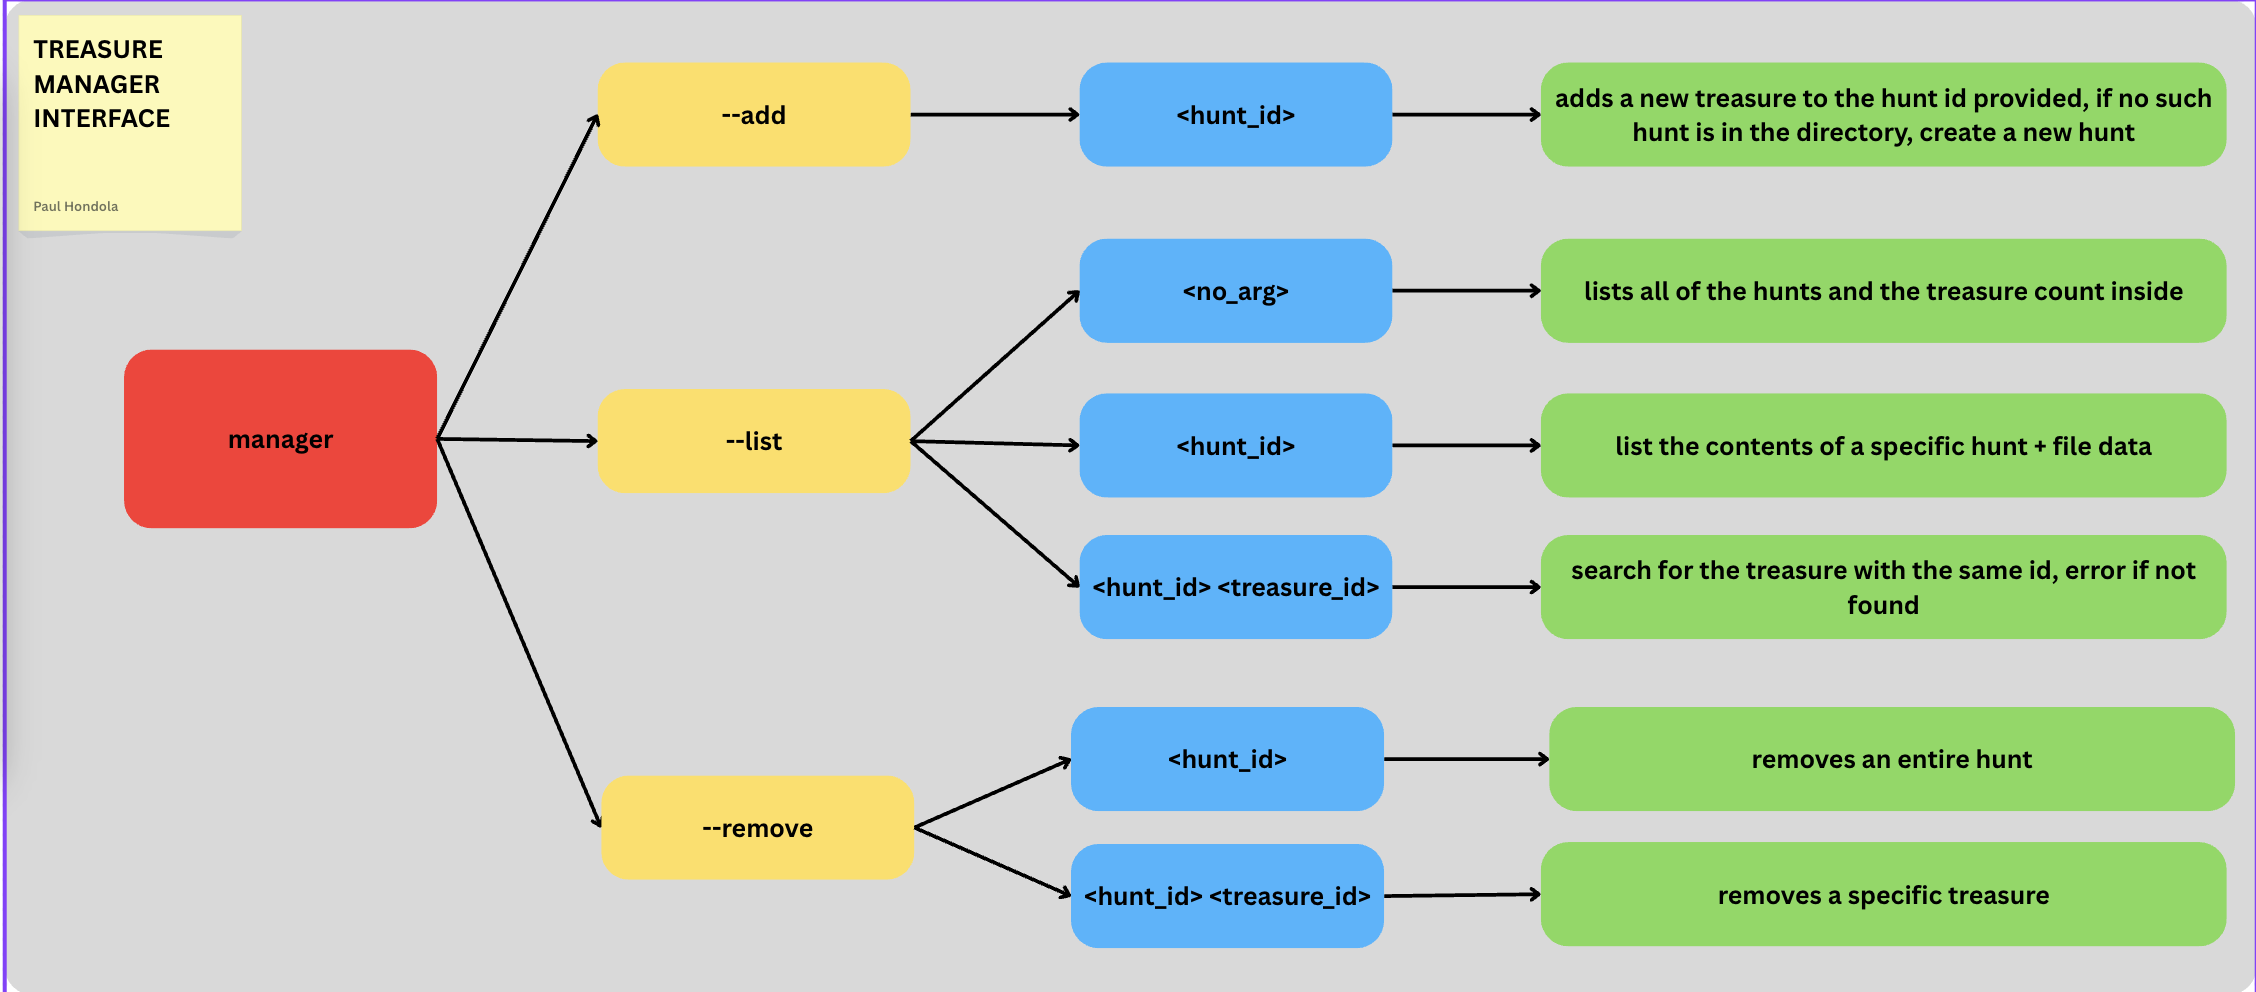 TREASURE
MANAGER
INTERFACE
Paul Hondola
manager
--add
<hunt_id>
adds a new treasure to the hunt id provided, if no such
hunt is in the directory, create a new hunt
--list
<no_arg>
lists all of the hunts and the treasure count inside
<hunt_id>
list the contents of a specific hunt + file data
<hunt_id> <treasure_id>
search for the treasure with the same id, error if not
found
--remove
<hunt_id>
removes an entire hunt
<hunt_id> <treasure_id>
removes a specific treasure